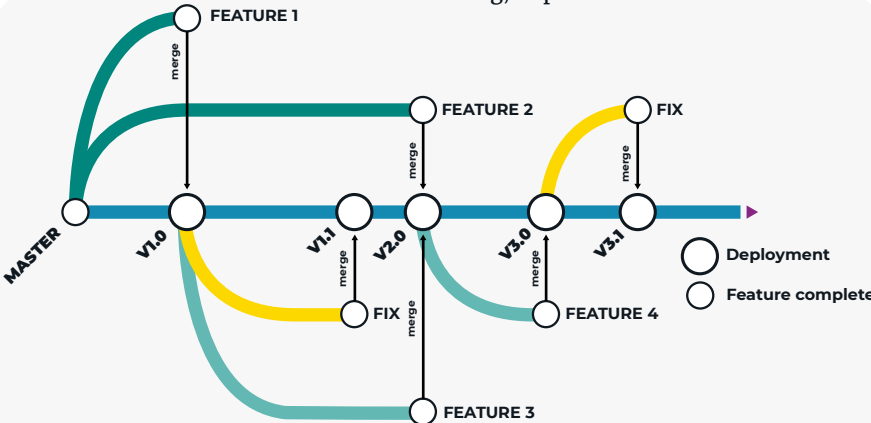 FEATURE 1
merge
FEATURE 2
FIX
merge
merge
MASTER
V1.0
V1.1
V2.0
V3.0
V3.1
Deployment
merge
merge
merge
Feature complete
FIX
FEATURE 4
FEATURE 3